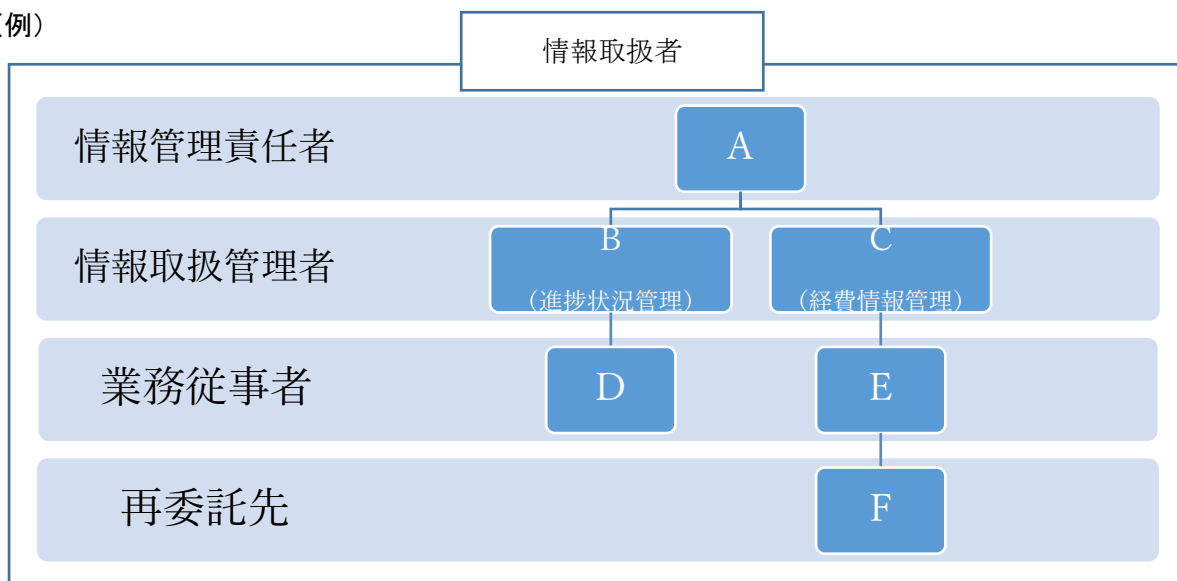 （例）
情報取扱者
情報管理責任者
A
情報取扱管理者
B
（進捗状況管理）
C
（経費情報管理）
業務従事者
D
E
再委託先
F